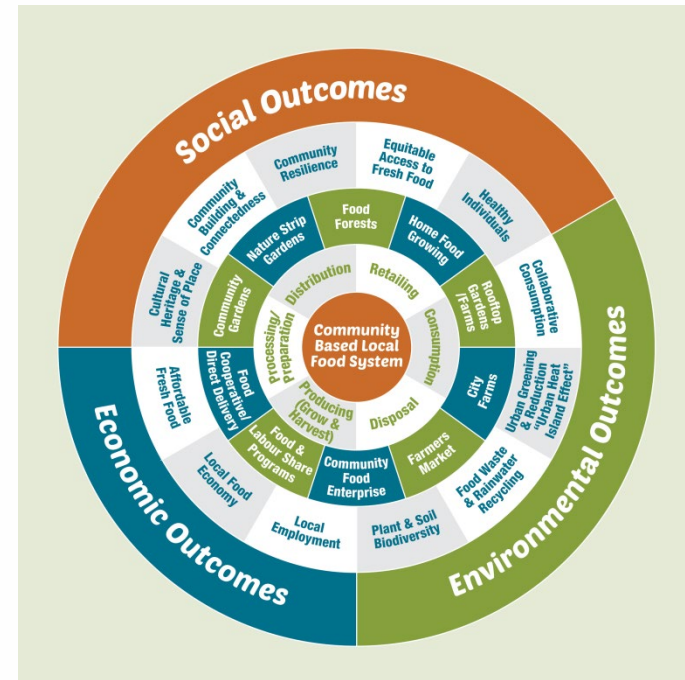 Social Outcomes
Environmental Outcomes
Economic Outcomes
Equitable
Access to
Fresh Food
Healthy
Individuals
Collaborative
Consumption
Urban Greening
& Reduction
"Urban Heat
Island Effect"
Food Waste
& Rainwater
Recycling
Plant & Soil
Biodiversity
Local
Employment
Local Food
Economy
Affordable
Fresh Food
Cultural
Heritage &
Sense of Place
Community
Building &
Connectedness
Community
Resilience
Food
Forests
Home Food
Growing
Rooftop
Gardens
/Farms
City
Farms
Farmers
Market
Community
Food
Enterprise
Food &
Labour Share
Programs
Food
Cooperative/
Direct Delivery
Community
Gardens
Nature Strip
Gardens
Retailing
Consumption
Disposal
Producing
(Grow &
Harvest)
Processing/
Preparation
Distribution
Community
Based Local
Food System